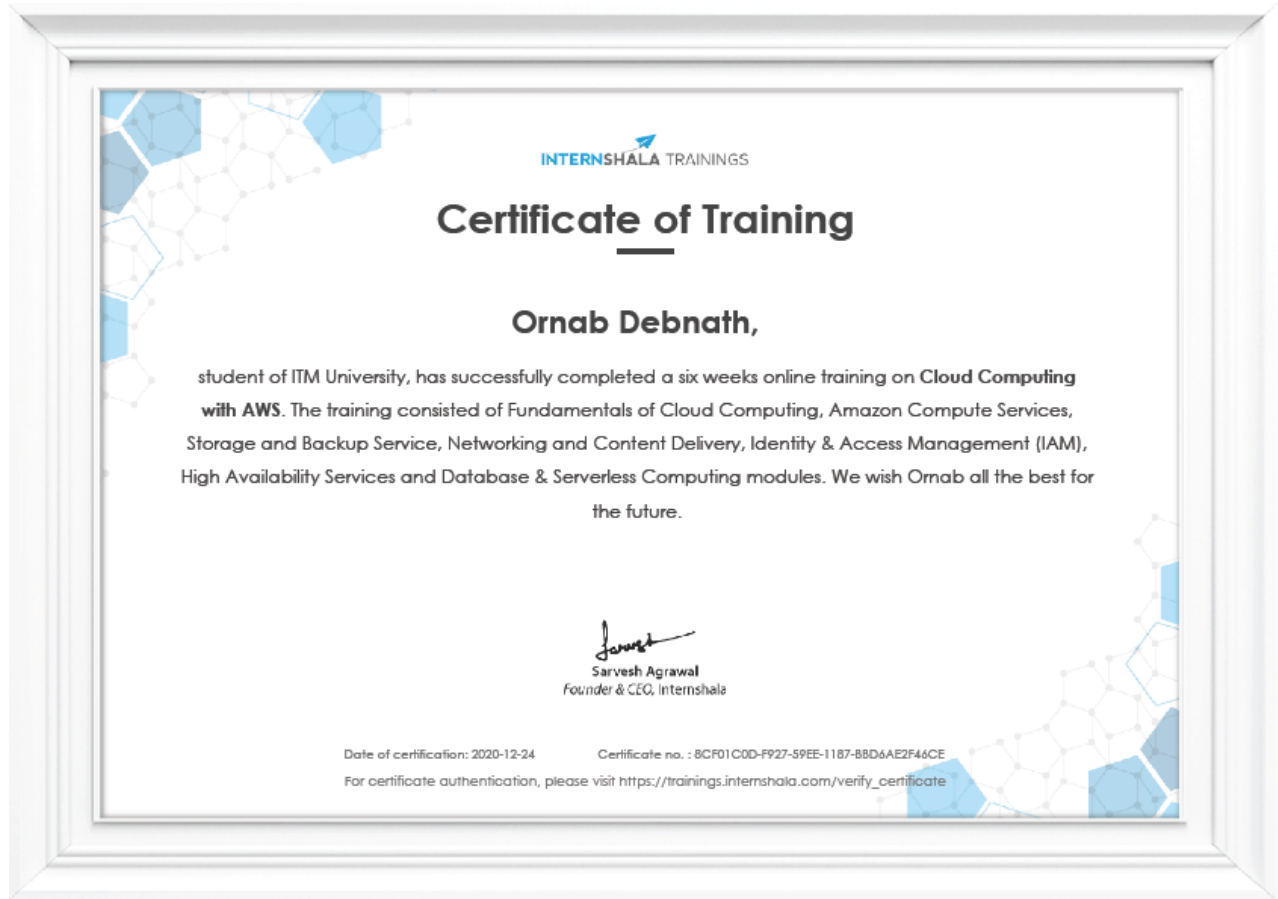 INTERNSHALA TRAININGS
Certificate of Training
Ornab Debnath,
student of ITM University, has successfully completed a six weeks online training on Cloud Computing
with AWS. The training consisted of Fundamentals of Cloud Computing, Amazon Compute Services,
Storage and Backup Service, Networking and Content Delivery, Identity & Access Management (IAM),
High Availability Services and Database & Serverless Computing modules. We wish Ornab all the best for
the future.
Sarvesh
Sarvesh Agrawal
Founder & CEO, Internshala
Date of certification: 2020-12-24 Certificate no. : 8CF01C0D-F927-59EE-1187-BBD6AE2F46CE
For certificate authentication, please visit https://trainings.internshala.com/verify_certificate